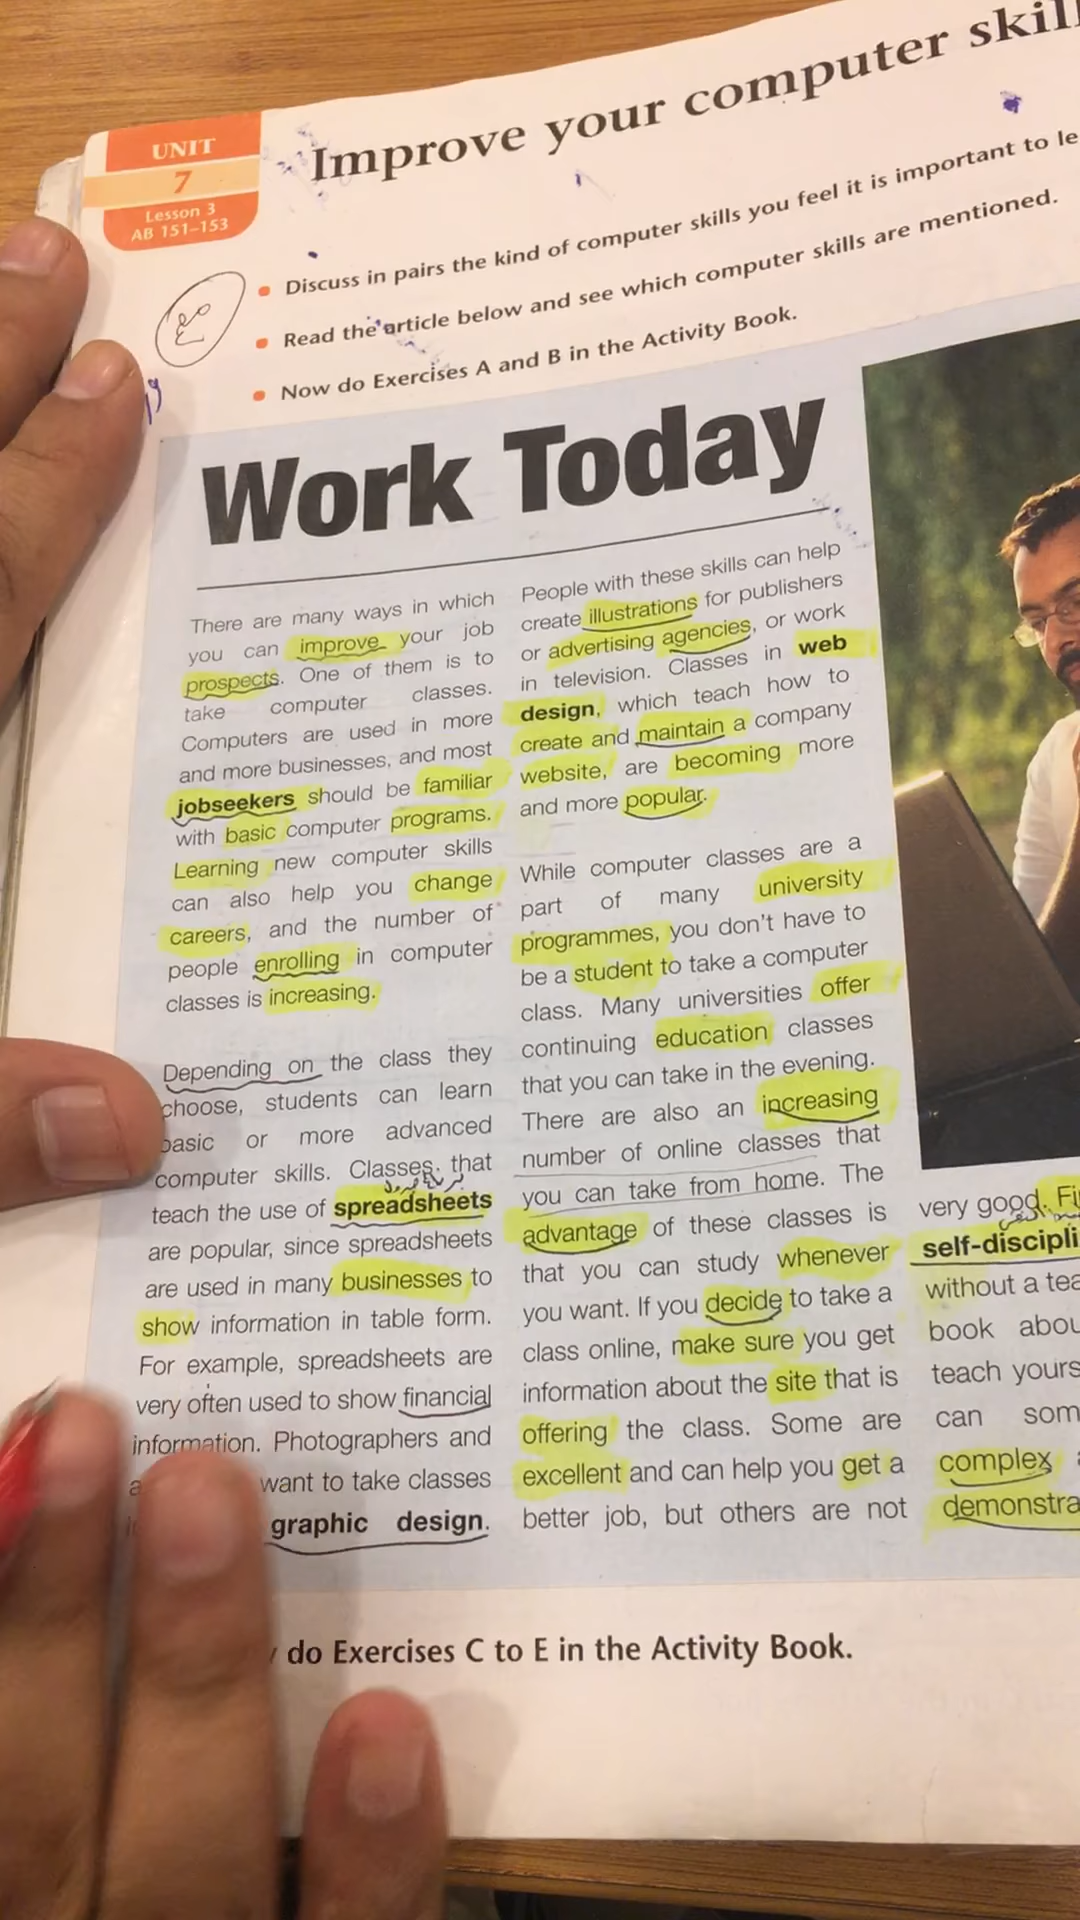 UNIT
7
Lesson 3
AB 151–153
Improve your computer skill
• Discuss in pairs the kind of computer skills you feel it is important to le
• Read the article below and see which computer skills are mentioned.
• Now do Exercises A and B in the Activity Book.
Work Today
There are many ways in which
you can improve your job
prospects. One of them is to
take computer classes.
Computers are used in more
and more businesses, and most
jobseekers should be familiar
with basic computer programs.
Learning new computer skills
can also help you change
careers, and the number of
people enrolling in computer
classes is increasing.
Depending on the class they
choose, students can learn
basic or more advanced
computer skills. Classes that
teach the use of spreadsheets
are popular, since spreadsheets
are used in many businesses to
show information in table form.
For example, spreadsheets are
very often used to show financial
information. Photographers and
want to take classes
graphic design.
People with these skills can help
create illustrations for publishers
or advertising agencies, or work
in television. Classes in web
design, which teach how to
create and maintain a company
website, are becoming more
and more popular.
While computer classes are a
part of many university
programmes, you don't have to
be a student to take a computer
class. Many universities offer
continuing education classes
that you can take in the evening.
There are also an increasing
number of online classes that
you can take from home. The
advantage of these classes is
that you can study whenever
you want. If you decide to take a
class online, make sure you get
information about the site that is
offering the class. Some are
excellent and can help you get a
better job, but others are not
very good. Fi
self-discipli
without a tea
book abou
teach yours
can som
complex
demonstra
do Exercises C to E in the Activity Book.